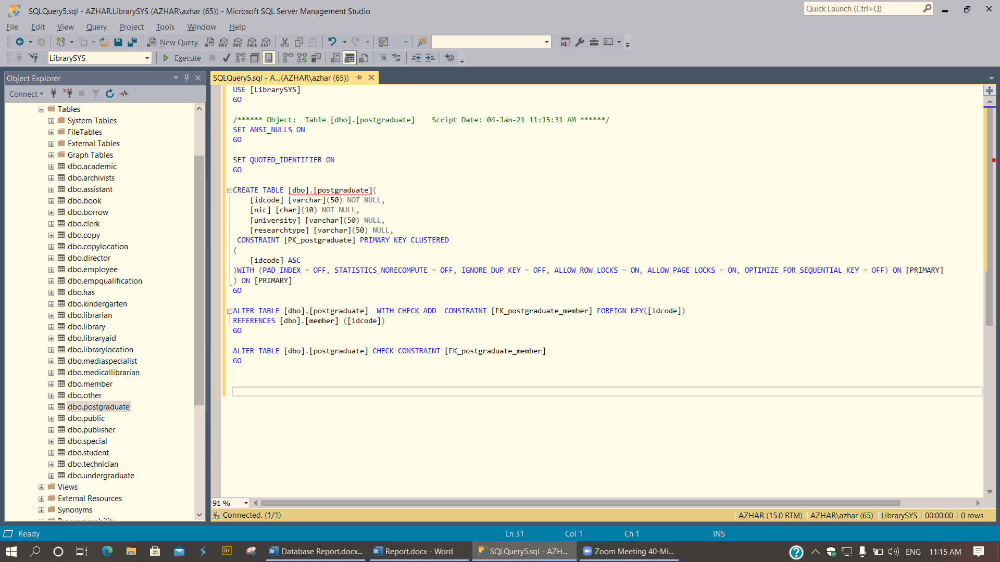 SQLQuery5.sql - AZHAR.LibrarySYS (AZHAR\azhar (65)) - Microsoft SQL Server Management Studio
Quick Launch (Ctrl+Q)
File Edit View Query Project Tools Window Help
New Query MDX DMX XMLA DAX
LibrarySYS Execute
Object Explorer
Connect
Tables
System Tables
FileTables
External Tables
Graph Tables
dbo.academic
dbo.archivists
dbo.assistant
dbo.book
dbo.borrow
dbo.clerk
dbo.copy
dbo.copylocation
dbo.director
dbo.employee
dbo.empqualification
dbo.has
dbo.kindergarten
dbo.librarian
dbo.library
dbo.libraryaid
dbo.librarylocation
dbo.mediaspecialist
dbo.medicallibrarian
dbo.member
dbo.other
dbo.postgraduate
dbo.public
dbo.publisher
dbo.special
dbo.student
dbo.technician
dbo.undergraduate
Views
External Resources
Synonyms
Programmability
SQLQuery5.sql - A...(AZHAR\azhar (65))
USE [LibrarySYS]
GO
/****** Object:  Table [dbo].[postgraduate]    Script Date: 04-Jan-21 11:15:31 AM ******/
SET ANSI_NULLS ON
GO
SET QUOTED_IDENTIFIER ON
GO
CREATE TABLE [dbo].[postgraduate](
[idcode] [varchar](50) NOT NULL,
[nic] [char](10) NOT NULL,
[university] [varchar](50) NULL,
[researchtype] [varchar](50) NULL,
CONSTRAINT [PK_postgraduate] PRIMARY KEY CLUSTERED
(
[idcode] ASC
)WITH (PAD_INDEX = OFF, STATISTICS_NORECOMPUTE = OFF, IGNORE_DUP_KEY = OFF, ALLOW_ROW_LOCKS = ON, ALLOW_PAGE_LOCKS = ON, OPTIMIZE_FOR_SEQUENTIAL_KEY = OFF) ON [PRIMARY]
) ON [PRIMARY]
GO
ALTER TABLE [dbo].[postgraduate]  WITH CHECK ADD  CONSTRAINT [FK_postgraduate_member] FOREIGN KEY([idcode])
REFERENCES [dbo].[member] ([idcode])
GO
ALTER TABLE [dbo].[postgraduate] CHECK CONSTRAINT [FK_postgraduate_member]
GO
91 %
Connected. (1/1) AZHAR (15.0 RTM) AZHAR\azhar (65) LibrarySYS 00:00:00 0 rows
Ready Ln 31 Col 1 Ch 1 INS
Br Database Report.docx... Report.docx - Word SQLQuery5.sql - AZH... Zoom Meeting 40-Mi... ENG 11:15 AM